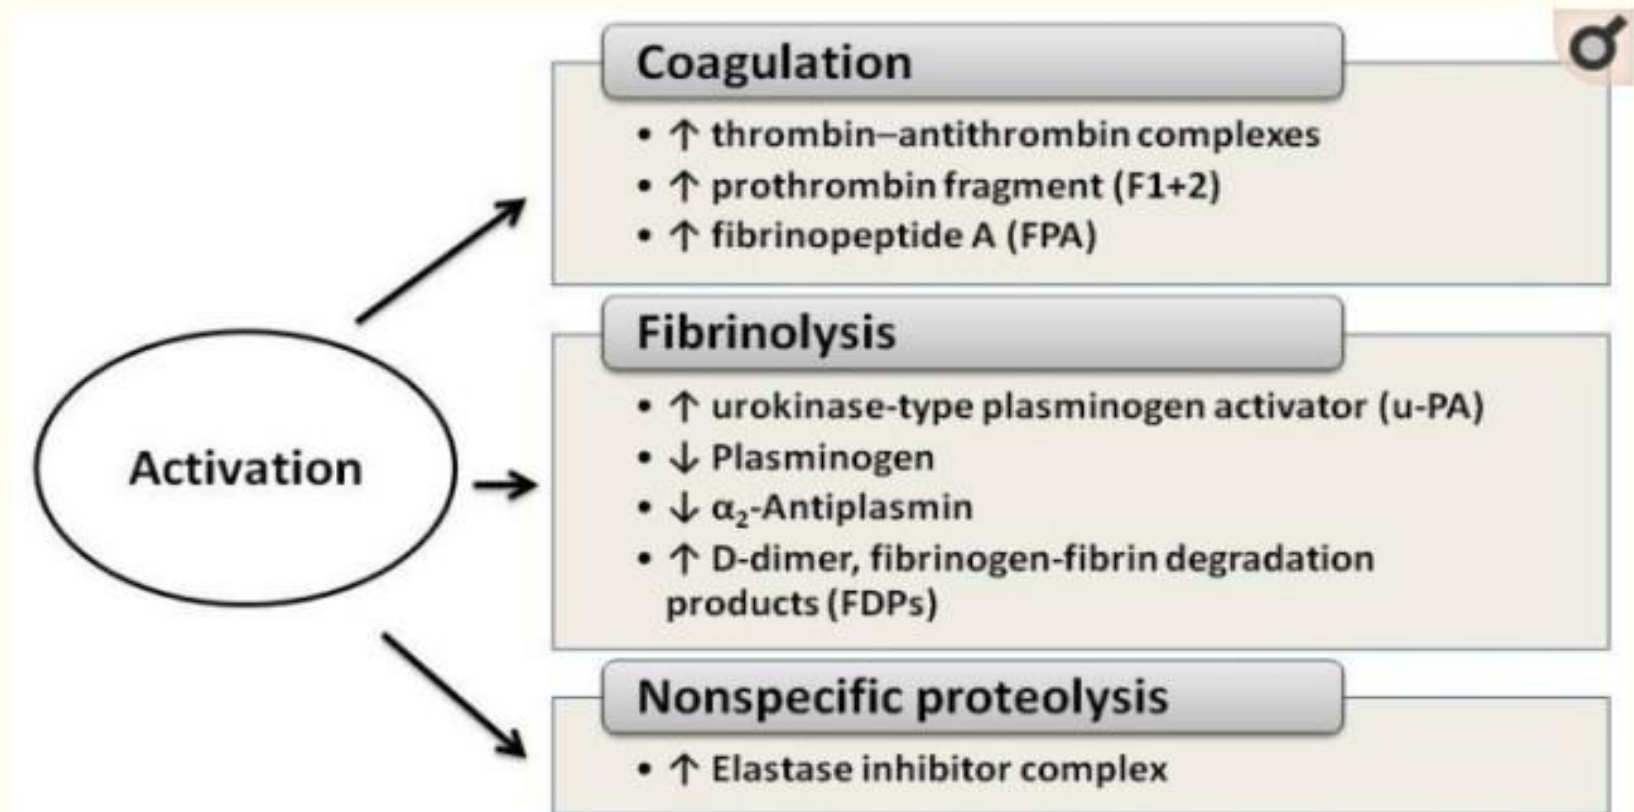 Coagulation
• ↑ thrombin–antithrombin complexes
• ↑ prothrombin fragment (F1+2)
• ↑ fibrinopeptide A (FPA)
Activation
Fibrinolysis
• ↑ urokinase-type plasminogen activator (u-PA)
• ↓ Plasminogen
• ↓ α₂-Antiplasmin
• ↑ D-dimer, fibrinogen-fibrin degradation
products (FDPs)
Nonspecific proteolysis
• ↑ Elastase inhibitor complex